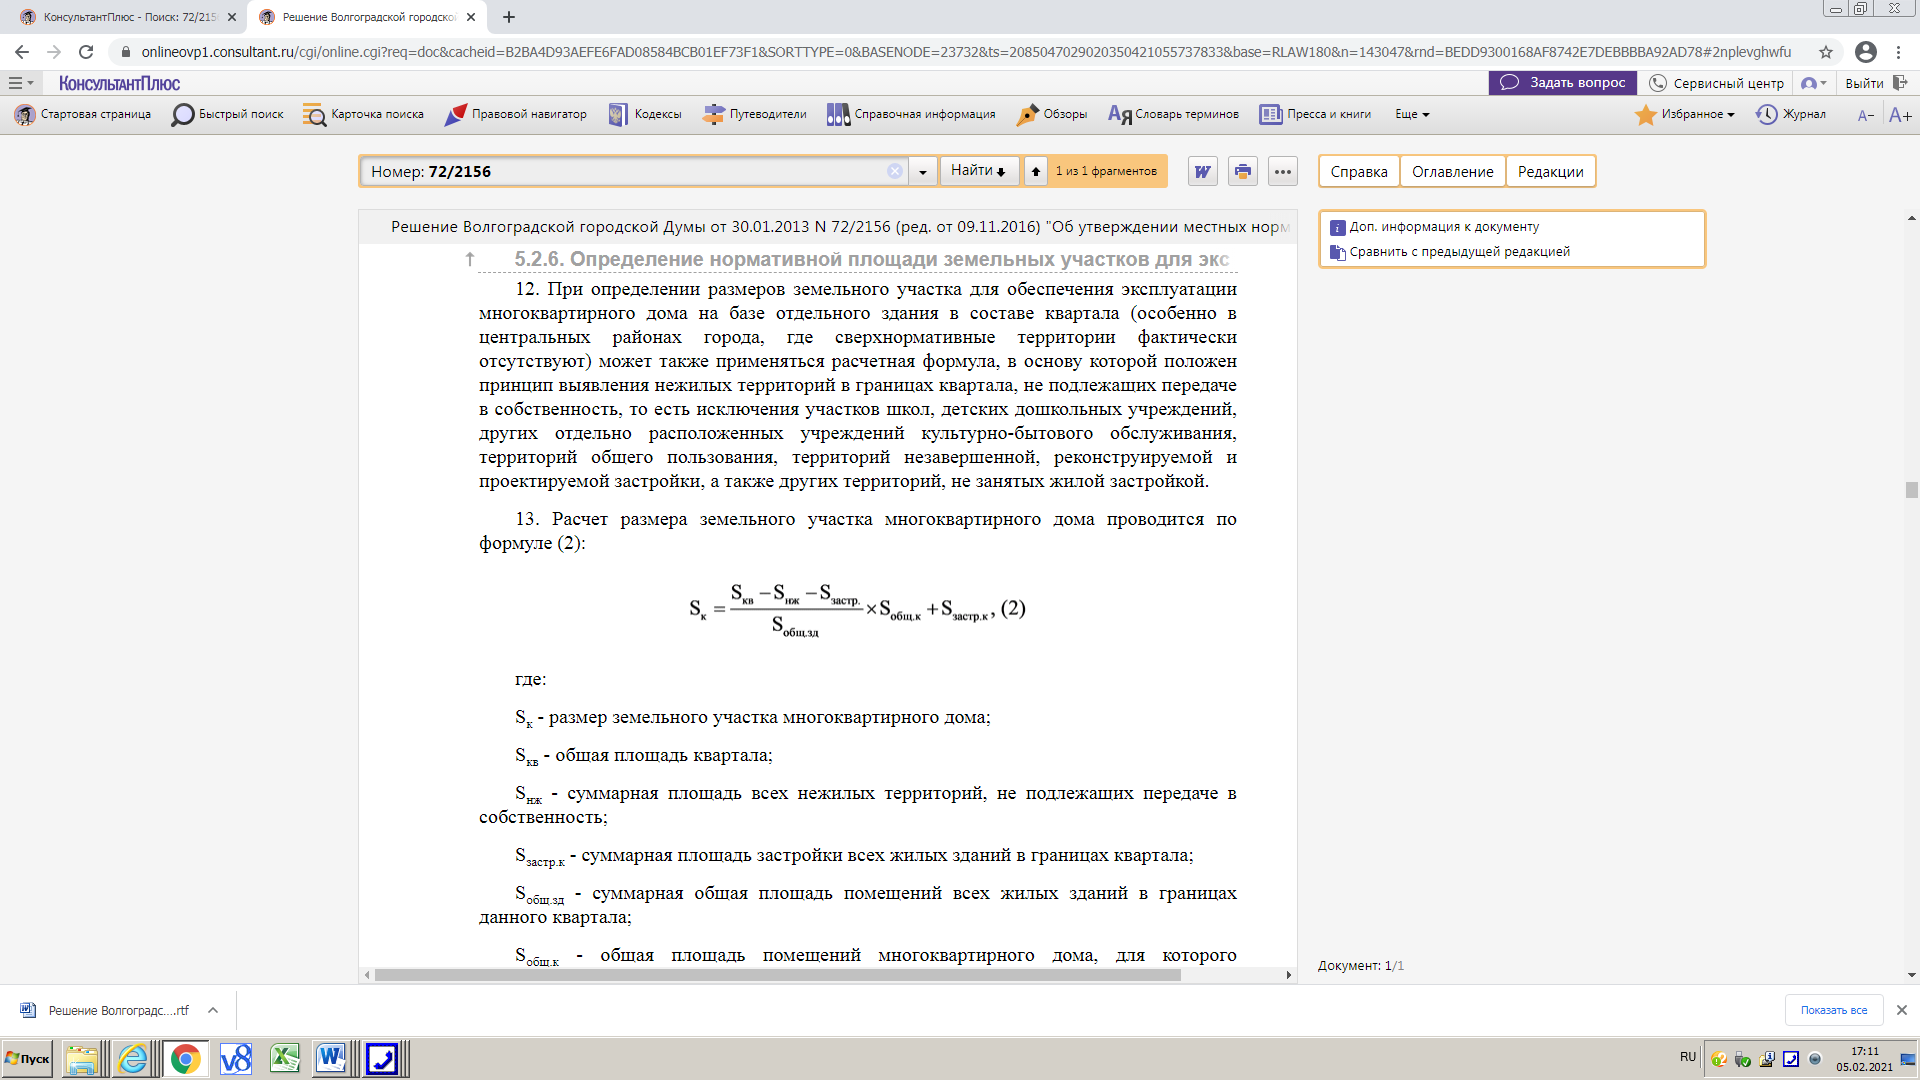 КонсультантПлюс - Поиск: 72/215
Решение Волгоградской городской
onlineovp1.consultant.ru/cgi/online.cgi?req=doc&cacheid=B2BA4D93AEFE6FAD08584BCB01EF73F1&SORTTYPE=0&BASENODE=23732&ts=20850470290203504210557378​33&base=RLAW180&n=143047&rnd=BEDD9300168AF8742E7DEBBBBA92AD78#2nplevghwfu
КонсультантПлюс
Задать вопрос
Сервисный центр
Выйти
Стартовая страница Быстрый поиск Карточка поиска Правовой навигатор Кодексы Путеводители Справочная информация Обзоры Словарь терминов Пресса и книги Еще Избранное Журнал А- А+
Номер: 72/2156
Найти
1 из 1 фрагментов
Справка Оглавление Редакции
Решение Волгоградской городской Думы от 30.01.2013 N 72/2156 (ред. от 09.11.2016) "Об утверждении местных норм
Доп. информация к документу
Сравнить с предыдущей редакцией
5.2.6. Определение нормативной площади земельных участков для экс
12. При определении размеров земельного участка для обеспечения эксплуатации
многоквартирного дома на базе отдельного здания в составе квартала (особенно в
центральных районах города, где сверхнормативные территории фактически
отсутствуют) может также применяться расчетная формула, в основу которой положен
принцип выявления нежилых территорий в границах квартала, не подлежащих передаче
в собственность, то есть исключения участков школ, детских дошкольных учреждений,
других отдельно расположенных учреждений культурно-бытового обслуживания,
территорий общего пользования, территорий незавершенной, реконструируемой и
проектируемой застройки, а также других территорий, не занятых жилой застройкой.
13. Расчет размера земельного участка многоквартирного дома проводится по
формуле (2):
Sкв − Sнж − Sзастр.
Sк = × Sобщ.к + Sзастр.к, (2)
Sобщ.зд
где:
Sк - размер земельного участка многоквартирного дома;
Sкв - общая площадь квартала;
Sнж - суммарная площадь всех нежилых территорий, не подлежащих передаче в
собственность;
Sзастр.к - суммарная площадь застройки всех жилых зданий в границах квартала;
Sобщ.зд - суммарная общая площадь помещений всех жилых зданий в границах
данного квартала;
Sобщ.к - общая площадь помещений многоквартирного дома, для которого
Документ: 1/1
Решение Волгоградс....rtf
Показать все
Пуск
RU
17:11
05.02.2021